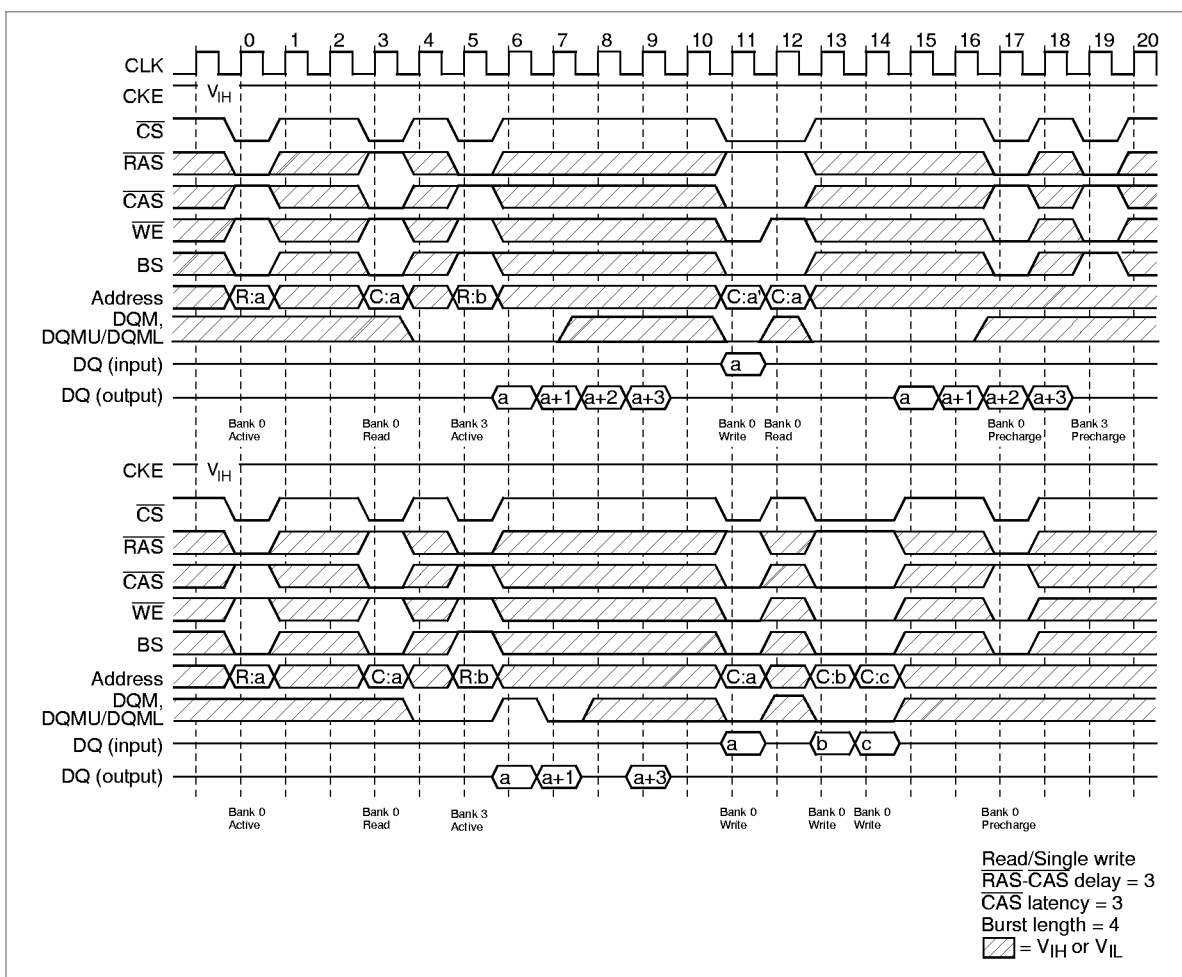 0 1 2 3 4 5 6 7 8 9 10 11 12 13 14 15 16 17 18 19 20
CLK
CKE VIH
CS
RAS
CAS
WE
BS
Address R:a C:a R:b C:a' C:a
DQM,
DQMU/DQML
DQ (input) a
DQ (output) a a+1 a+2 a+3 a a+1 a+2 a+3
Bank 0 Bank 0 Bank 3 Bank 0 Bank 0 Bank 0 Bank 3
Active Read Active Write Read Precharge Precharge
CKE VIH
CS
RAS
CAS
WE
BS
Address R:a C:a R:b C:a C:b C:c
DQM,
DQMU/DQML
DQ (input) a b c
DQ (output) a a+1 a+3
Bank 0 Bank 0 Bank 3 Bank 0 Bank 0 Bank 0 Bank 0
Active Read Active Write Write Write Precharge
Read/Single write
RAS-CAS delay = 3
CAS latency = 3
Burst length = 4
= VIH or VIL